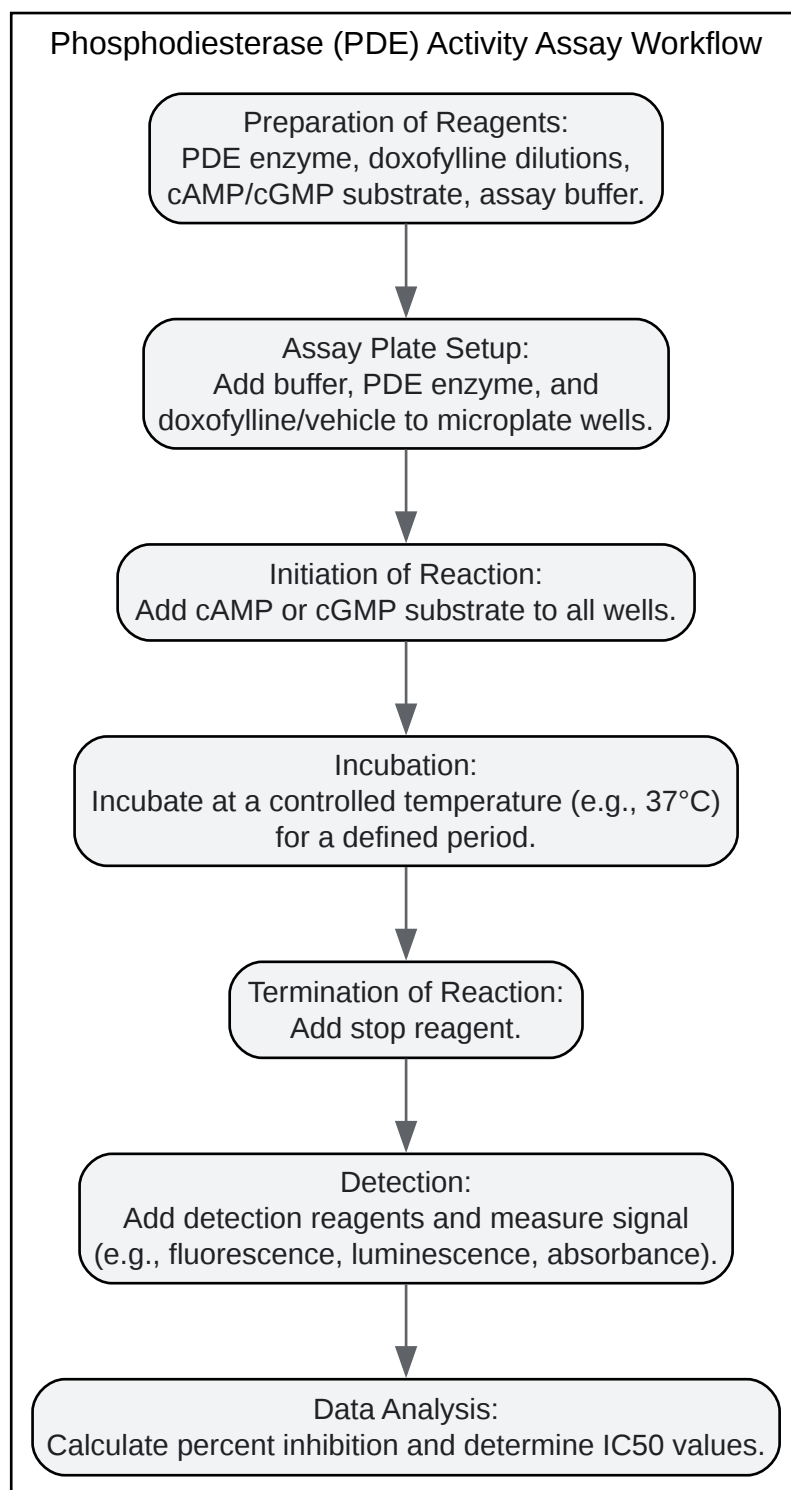 Phosphodiesterase (PDE) Activity Assay Workflow
Preparation of Reagents:
PDE enzyme, doxofylline dilutions,
cAMP/cGMP substrate, assay buffer.
Assay Plate Setup:
Add buffer, PDE enzyme, and
doxofylline/vehicle to microplate wells.
Initiation of Reaction:
Add cAMP or cGMP substrate to all wells.
Incubation:
Incubate at a controlled temperature (e.g., 37°C)
for a defined period.
Termination of Reaction:
Add stop reagent.
Detection:
Add detection reagents and measure signal
(e.g., fluorescence, luminescence, absorbance).
Data Analysis:
Calculate percent inhibition and determine IC50 values.